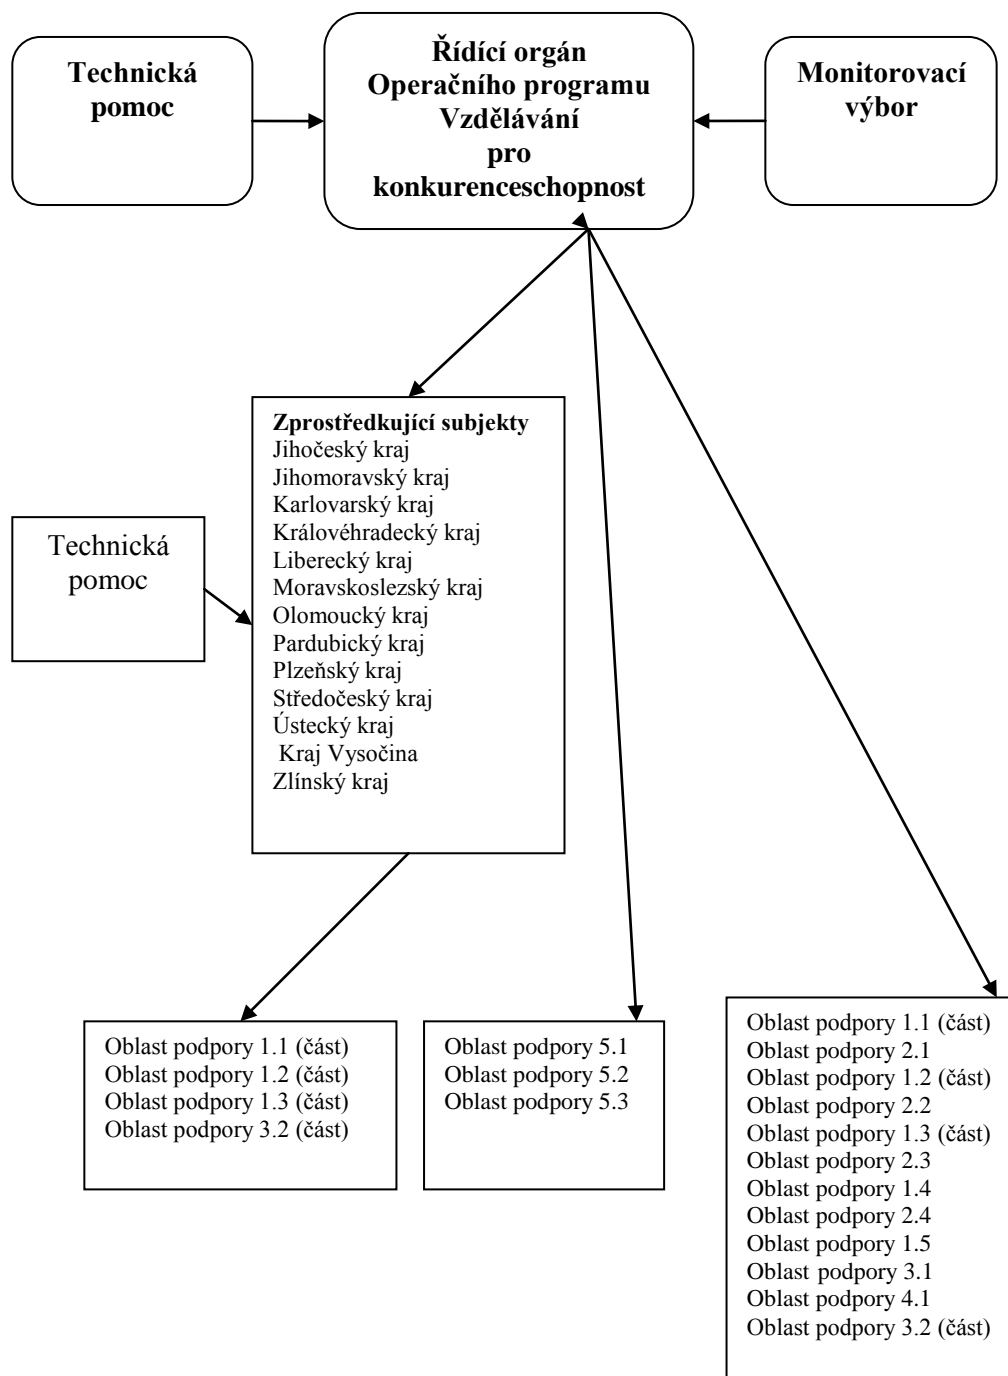 Technická
pomoc
Řídící orgán
Operačního programu
Vzdělávání
pro
konkurenceschopnost
Monitorovací
výbor
Zprostředkující subjekty
Jihočeský kraj
Jihomoravský kraj
Karlovarský kraj
Královéhradecký kraj
Liberecký kraj
Moravskoslezský kraj
Olomoucký kraj
Pardubický kraj
Plzeňský kraj
Středočeský kraj
Ústecký kraj
Kraj Vysočina
Zlínský kraj
Technická
pomoc
Oblast podpory 1.1 (část)
Oblast podpory 1.2 (část)
Oblast podpory 1.3 (část)
Oblast podpory 3.2 (část)
Oblast podpory 5.1
Oblast podpory 5.2
Oblast podpory 5.3
Oblast podpory 1.1 (část)
Oblast podpory 2.1
Oblast podpory 1.2 (část)
Oblast podpory 2.2
Oblast podpory 1.3 (část)
Oblast podpory 2.3
Oblast podpory 1.4
Oblast podpory 2.4
Oblast podpory 1.5
Oblast podpory 3.1
Oblast podpory 4.1
Oblast podpory 3.2 (část)